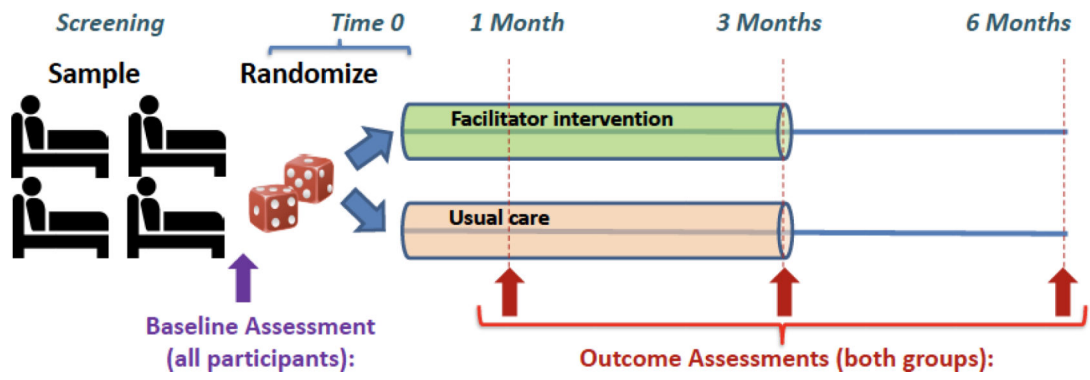 Screening Time 0 1 Month 3 Months 6 Months
Sample Randomize
Facilitator intervention
Usual care
Baseline Assessment
(all participants):
Outcome Assessments (both groups):